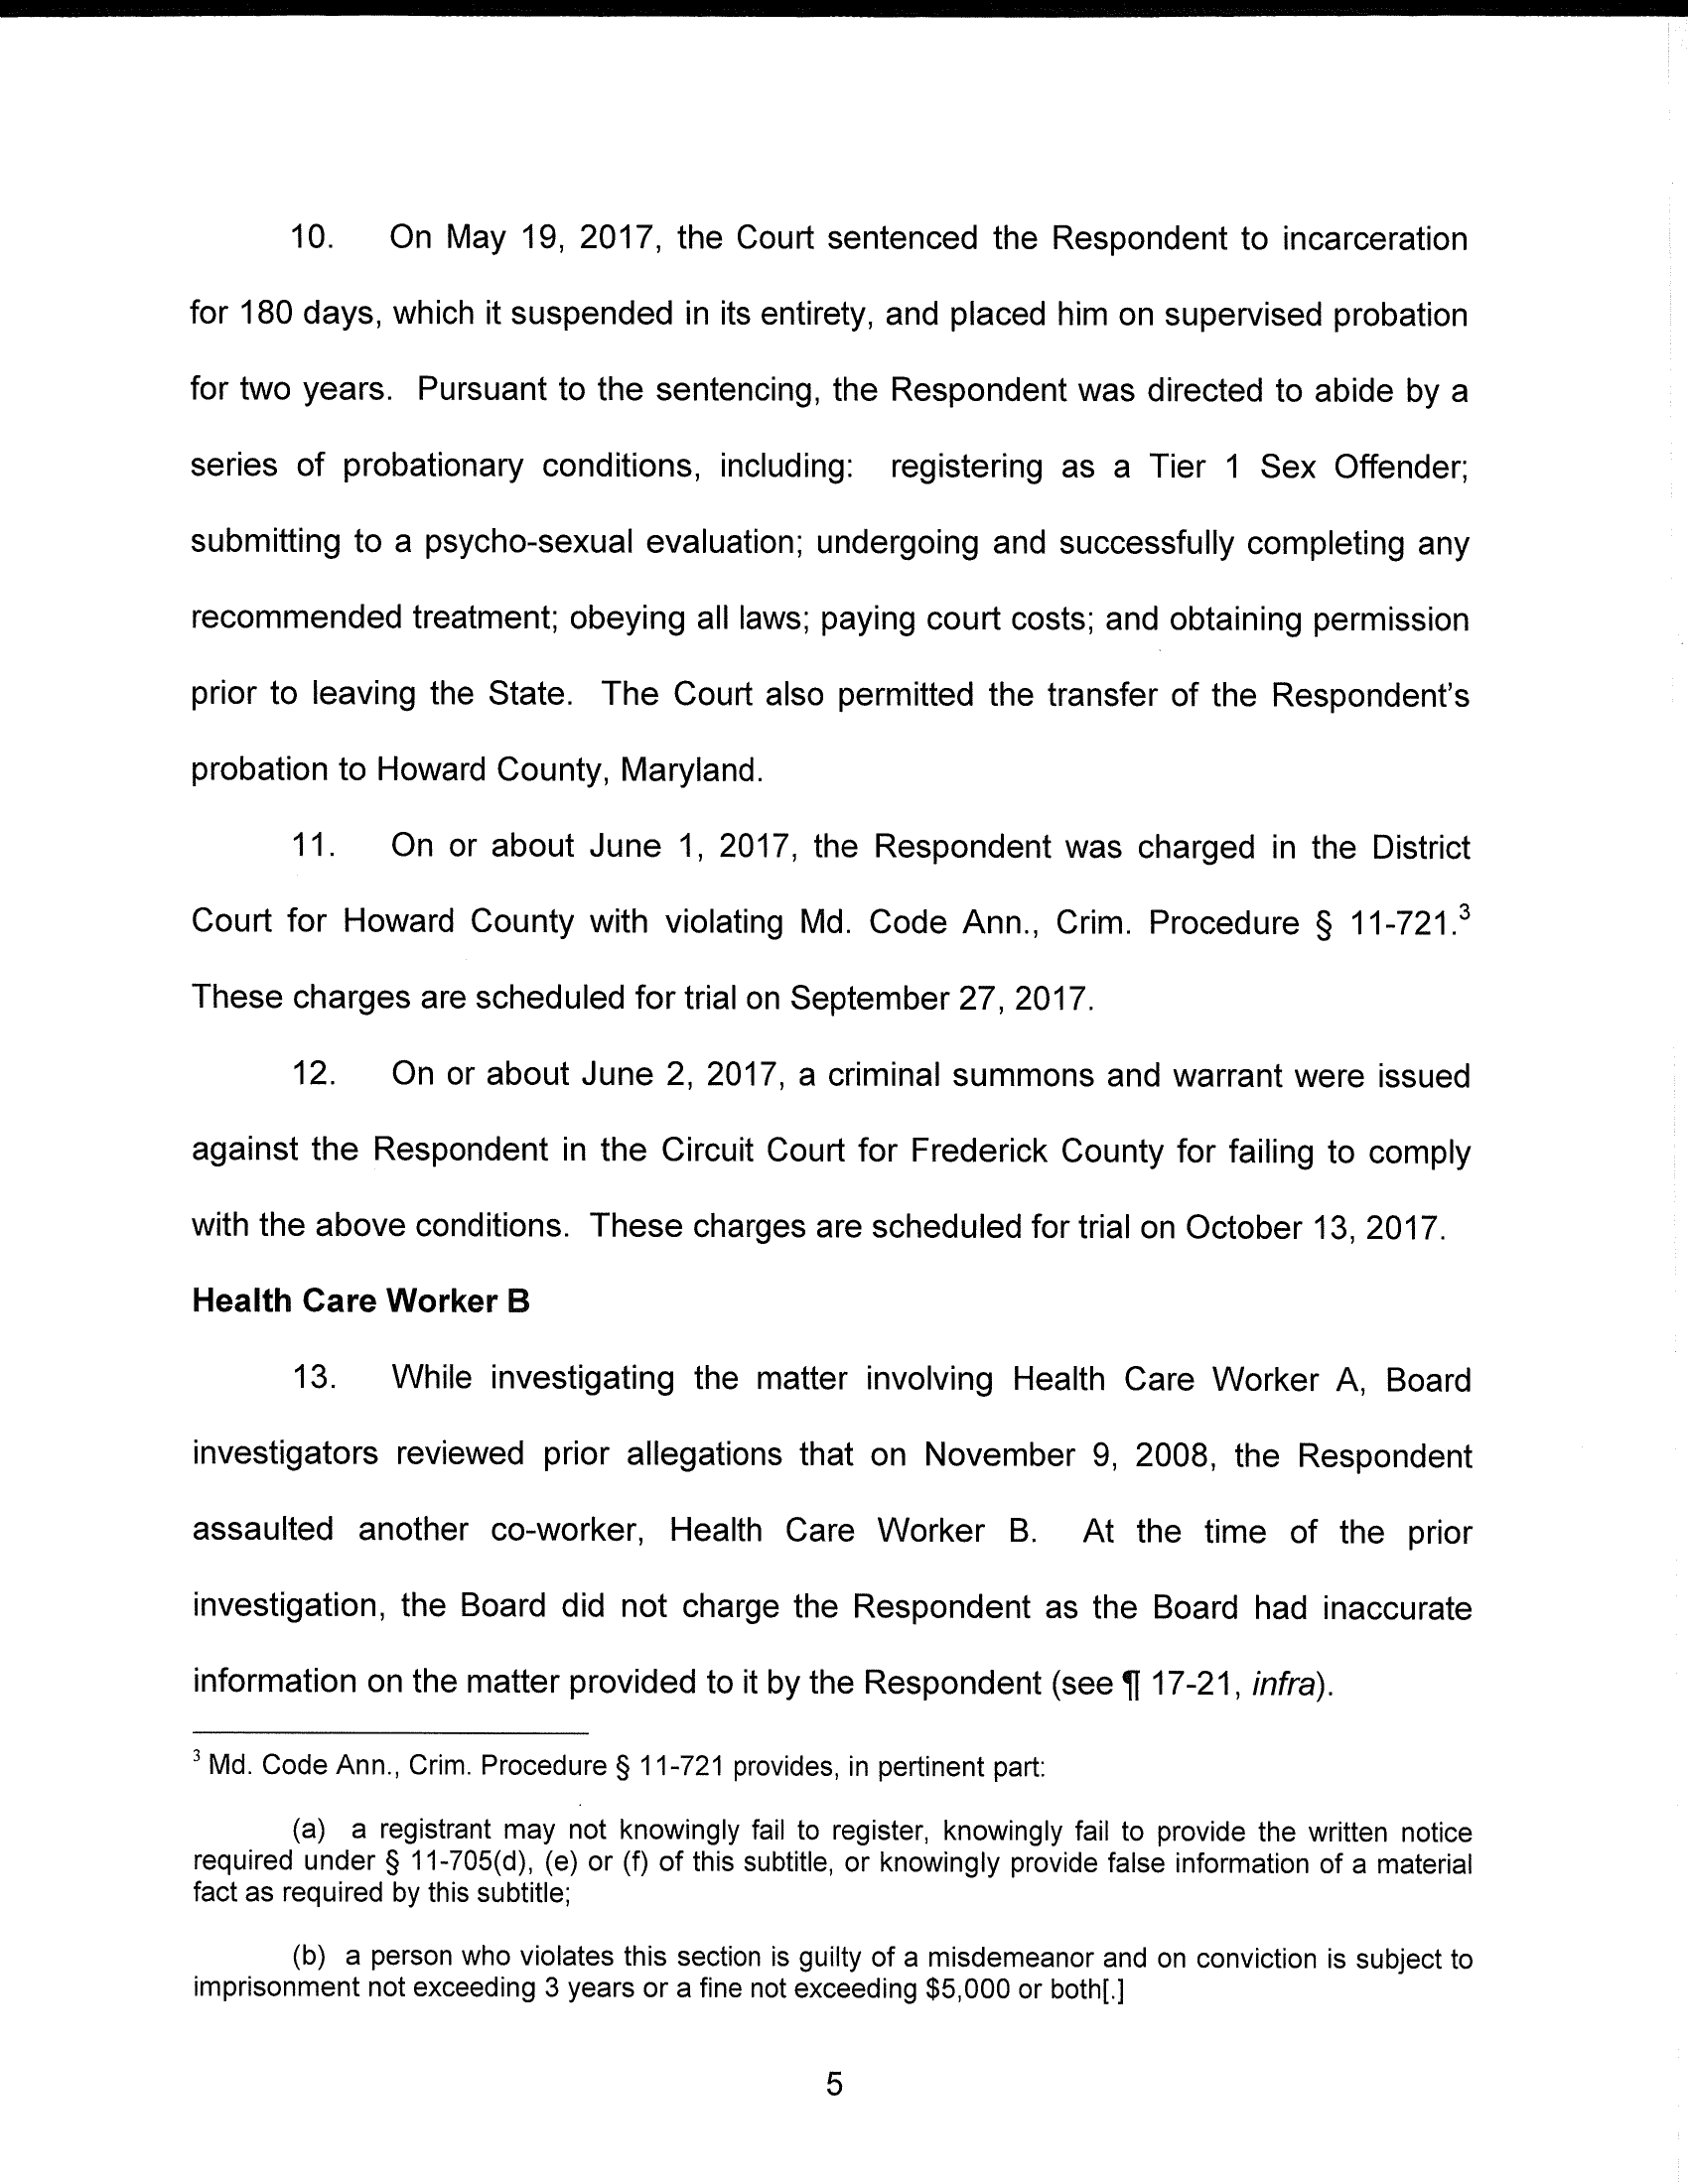 10. On May 19, 2017, the Court sentenced the Respondent to incarceration
for 180 days, which it suspended in its entirety, and placed him on supervised probation
for two years. Pursuant to the sentencing, the Respondent was directed to abide by a
series of probationary conditions, including: registering as a Tier 1 Sex Offender;
submitting to a psycho-sexual evaluation; undergoing and successfully completing any
recommended treatment; obeying all laws; paying court costs; and obtaining permission
prior to leaving the State. The Court also permitted the transfer of the Respondent's
probation to Howard County, Maryland.
11. On or about June 1, 2017, the Respondent was charged in the District
Court for Howard County with violating Md. Code Ann., Crim. Procedure § 11-721.³
These charges are scheduled for trial on September 27, 2017.
12. On or about June 2, 2017, a criminal summons and warrant were issued
against the Respondent in the Circuit Court for Frederick County for failing to comply
with the above conditions. These charges are scheduled for trial on October 13, 2017.
Health Care Worker B
13. While investigating the matter involving Health Care Worker A, Board
investigators reviewed prior allegations that on November 9, 2008, the Respondent
assaulted another co-worker, Health Care Worker B. At the time of the prior
investigation, the Board did not charge the Respondent as the Board had inaccurate
information on the matter provided to it by the Respondent (see ¶ 17-21, infra).
³ Md. Code Ann., Crim. Procedure § 11-721 provides, in pertinent part:
(a) a registrant may not knowingly fail to register, knowingly fail to provide the written notice
required under § 11-705(d), (e) or (f) of this subtitle, or knowingly provide false information of a material
fact as required by this subtitle;
(b) a person who violates this section is guilty of a misdemeanor and on conviction is subject to
imprisonment not exceeding 3 years or a fine not exceeding $5,000 or both[.]
5